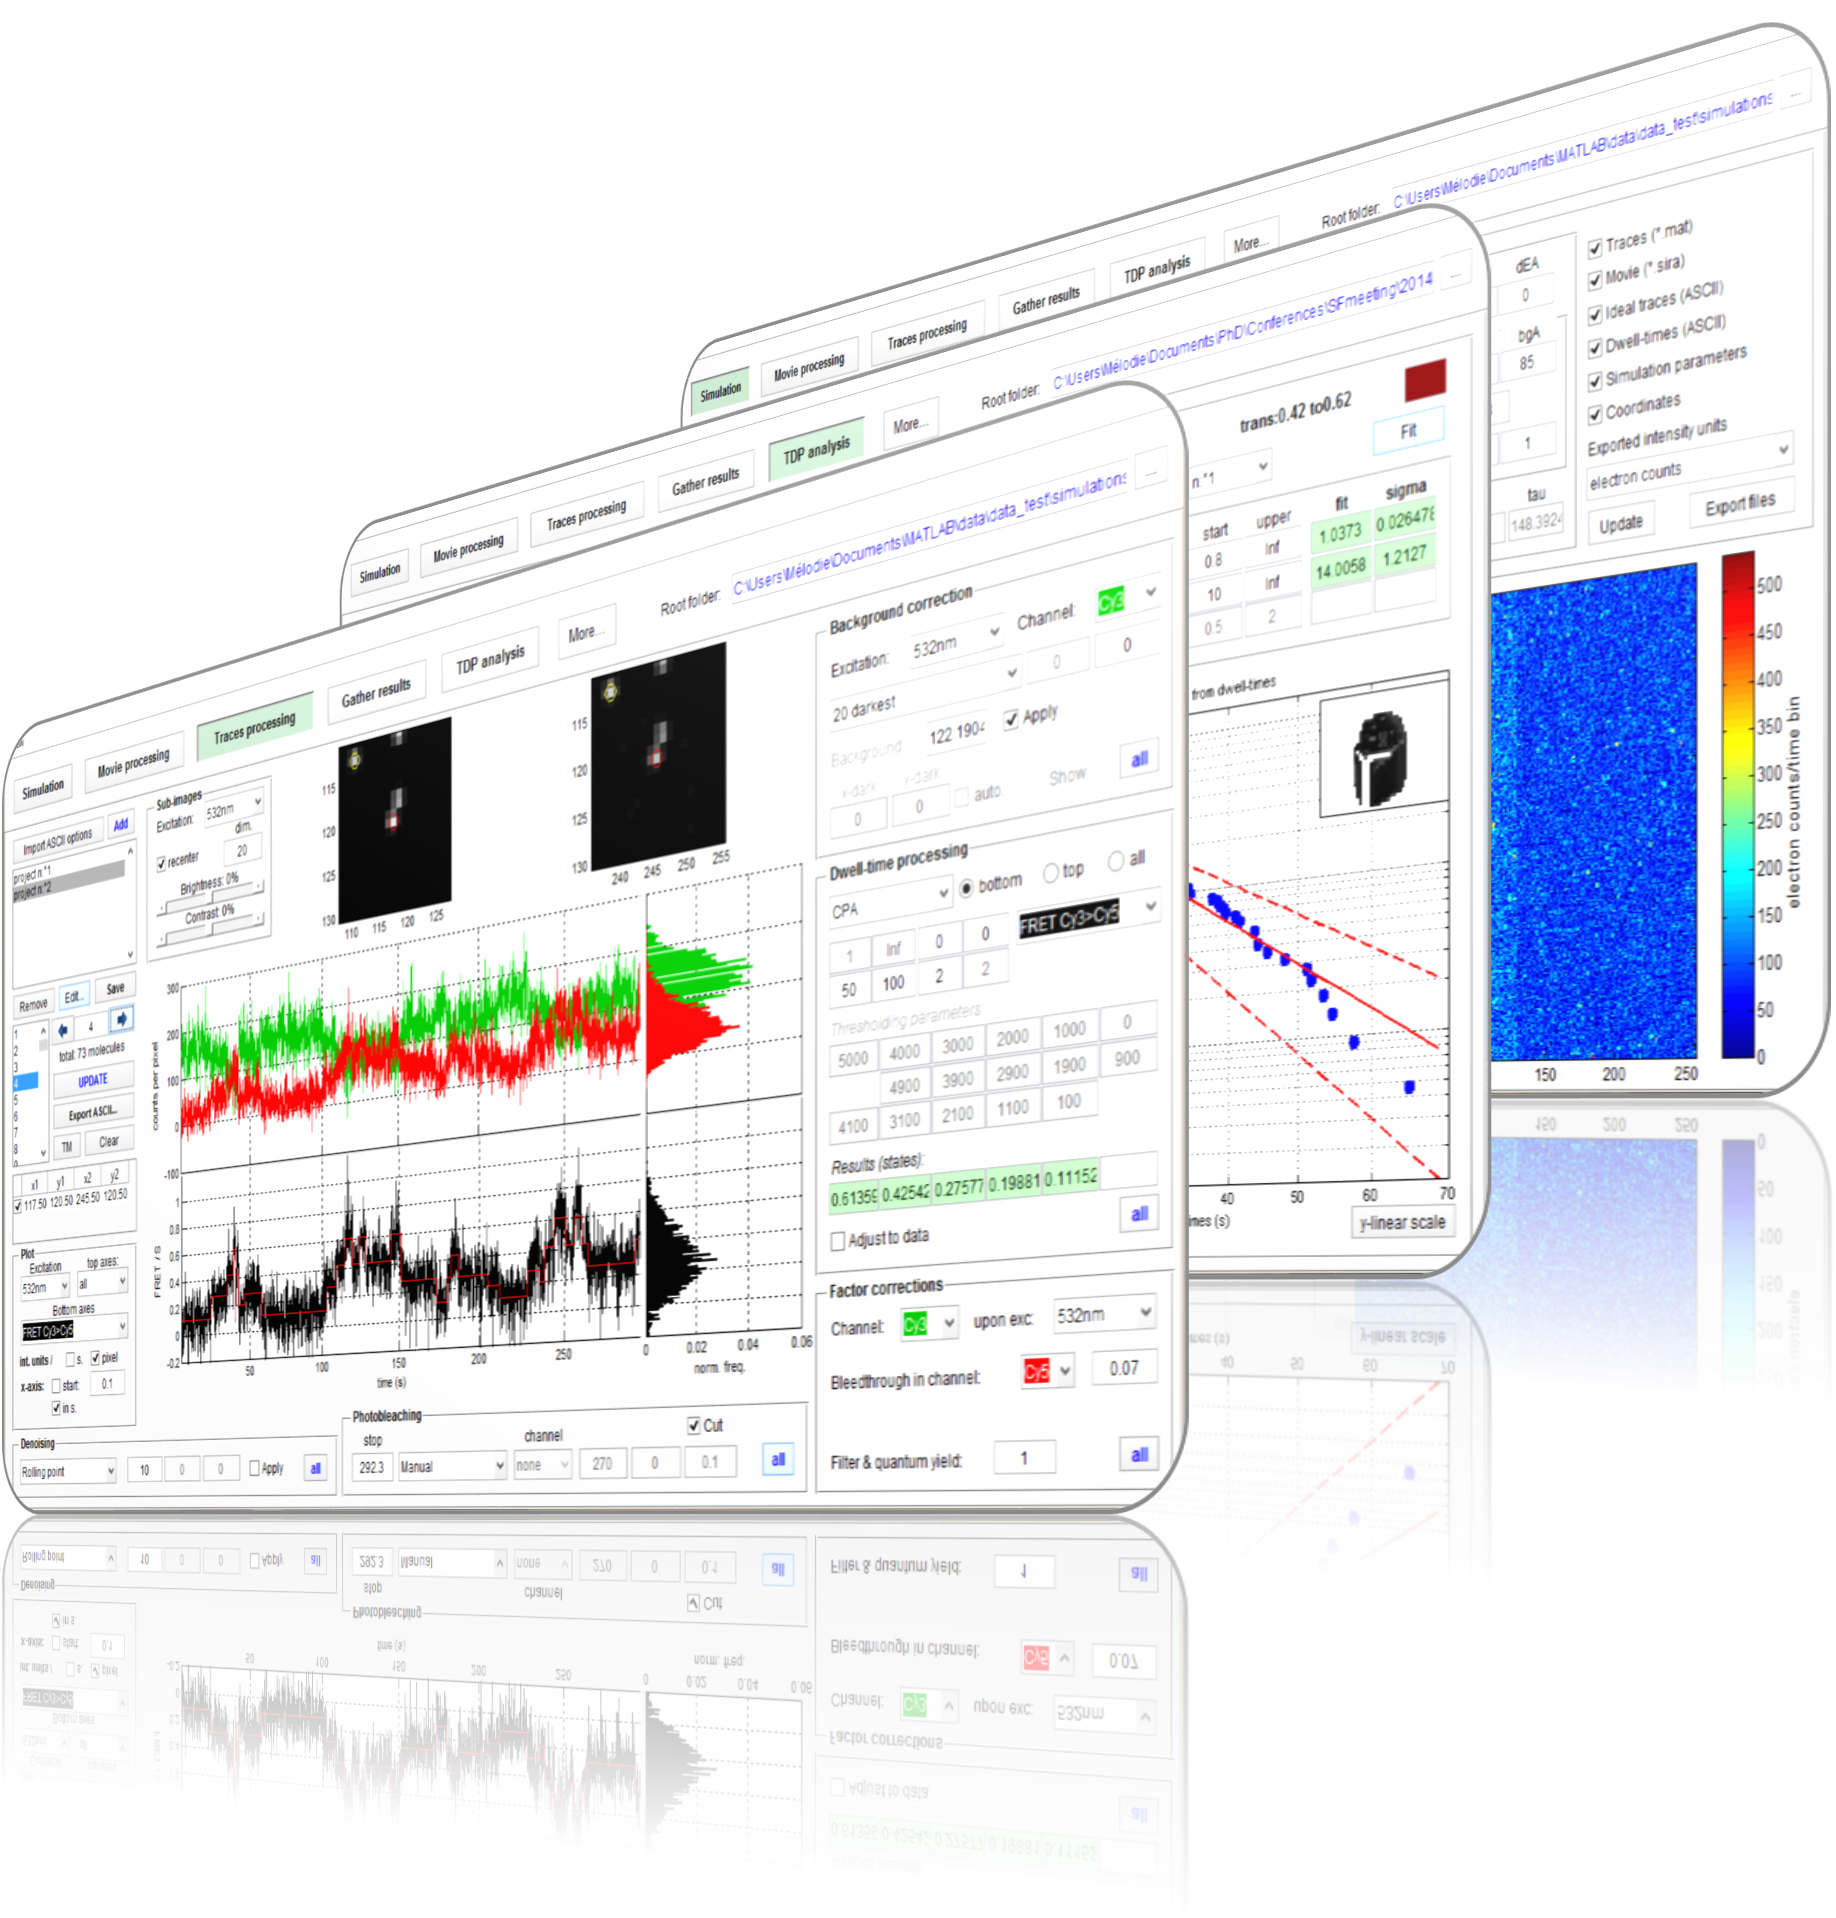 Root folder: C:\Users\Mélodie\Documents\MATLAB\data\data_test\simulations ...
Simulation Movie processing Traces processing Gather results TDP analysis More...
dEA
0
bgA
85
1
tau
148.3924
Traces (*.mat)
Movie (*.sira)
Ideal traces (ASCII)
Dwell-times (ASCII)
Simulation parameters
Coordinates
Exported intensity units
electron counts
Update Export files
500
450
400
350
300
250
200
150
100
50
0
electron counts/time bin
150 200 250
Root folder: C:\Users\Mélodie\Documents\PhD\Conferences\SFmeeting\2014 ...
Simulation Movie processing Traces processing Gather results TDP analysis More...
trans:0.42 to0.62
Fit
n:°1
start upper fit sigma
0.8 Inf 1.0373 0.026478
10 Inf 14.0058 1.2127
0.5 2
from dwell-times
40 50 60 70
mes (s)
y-linear scale
Root folder: C:\Users\Mélodie\Documents\MATLAB\data\data_test\simulations ...
Simulation Movie processing Traces processing Gather results TDP analysis More...
Import ASCII options Add
project n:°1
project n:°2
Remove Edit... Save
1
2
3
4
5
6
7
8
4
total: 73 molecules
UPDATE
Export ASCII...
TM Clear
x1 y1 x2 y2
117.50 120.50 245.50 120.50
Plot
Excitation top axes:
532nm all
Bottom axes
FRET Cy3>Cy5
int. units / s. pixel
x-axis: start: 0.1
in s.
Denoising
Rolling point 10 0 0 Apply all
Sub-images
Excitation: 532nm
dim.
recenter 20
Brightness: 0%
Contrast: 0%
115
120
125
130
110 115 120 125
115
120
125
130
240 245 250 255
counts per pixel
300
200
100
0
-100
FRET / S
1
0.8
0.6
0.4
0.2
0
-0.2
50 100 150 200 250
time (s)
0 0.02 0.04 0.06
norm. freq.
Photobleaching
stop channel Cut
292.3 Manual none 270 0 0.1 all
Background correction
Excitation: 532nm Channel: Cy3
20 darkest 0 0
Background 122.1904 Apply
x-dark y-dark
0 0 auto Show all
Dwell-time processing
CPA bottom top all
FRET Cy3>Cy5
1 Inf 0 0
50 100 2 2
Thresholding parameters
5000 4000 3000 2000 1000 0
4900 3900 2900 1900 900
4100 3100 2100 1100 100
Results (states):
0.61359 0.42542 0.27577 0.19881 0.11152
Adjust to data all
Factor corrections
Channel: Cy3 upon exc: 532nm
Bleedthrough in channel: Cy5 0.07
Filter & quantum yield: 1 all